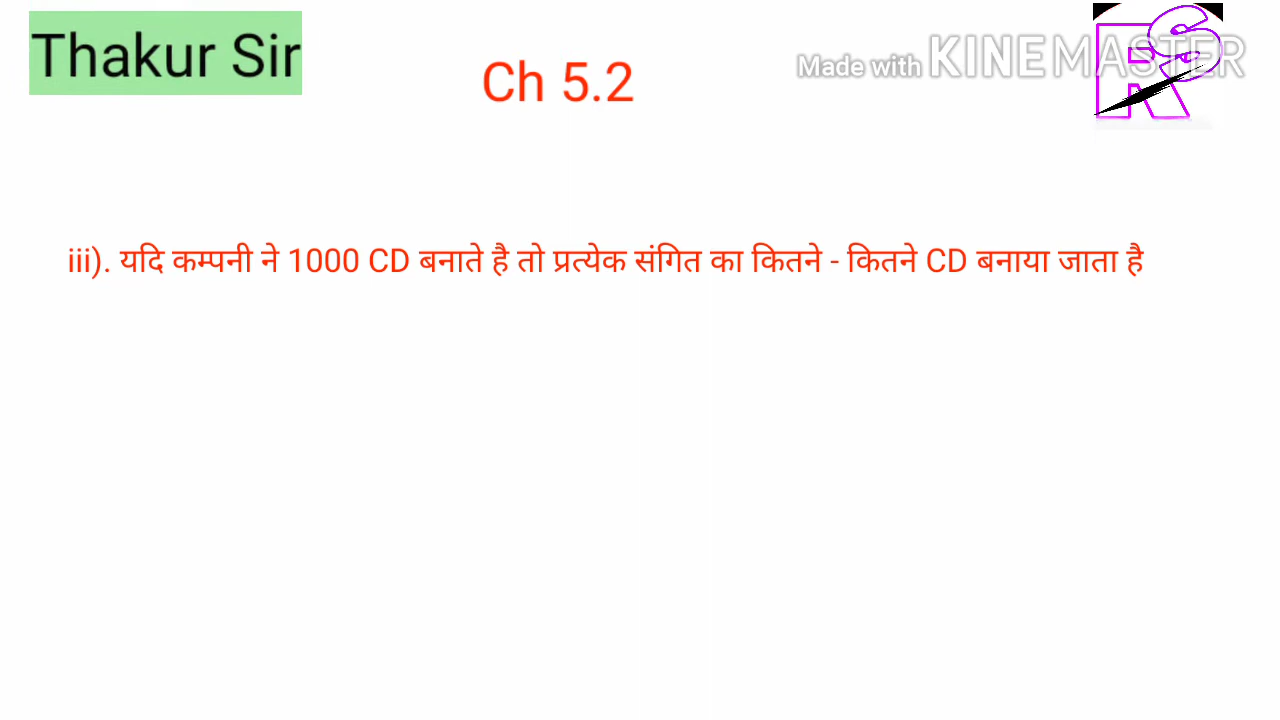 Thakur Sir
Ch 5.2
Made with KINEMASTER
RS
iii). यदि कम्पनी ने 1000 CD बनाते है तो प्रत्येक संगित का कितने - कितने CD बनाया जाता है